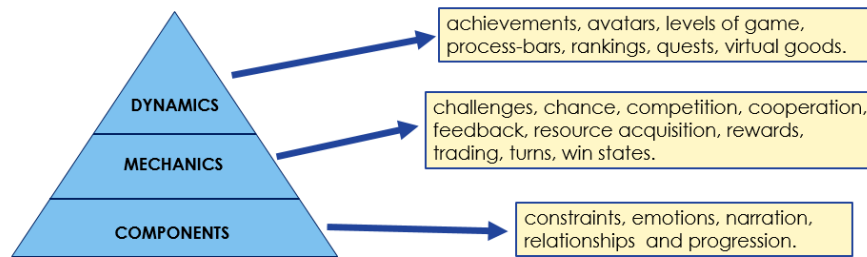 achievements, avatars, levels of game,
process-bars, rankings, quests, virtual goods.
DYNAMICS
challenges, chance, competition, cooperation,
feedback, resource acquisition, rewards,
trading, turns, win states.
MECHANICS
constraints, emotions, narration,
relationships and progression.
COMPONENTS